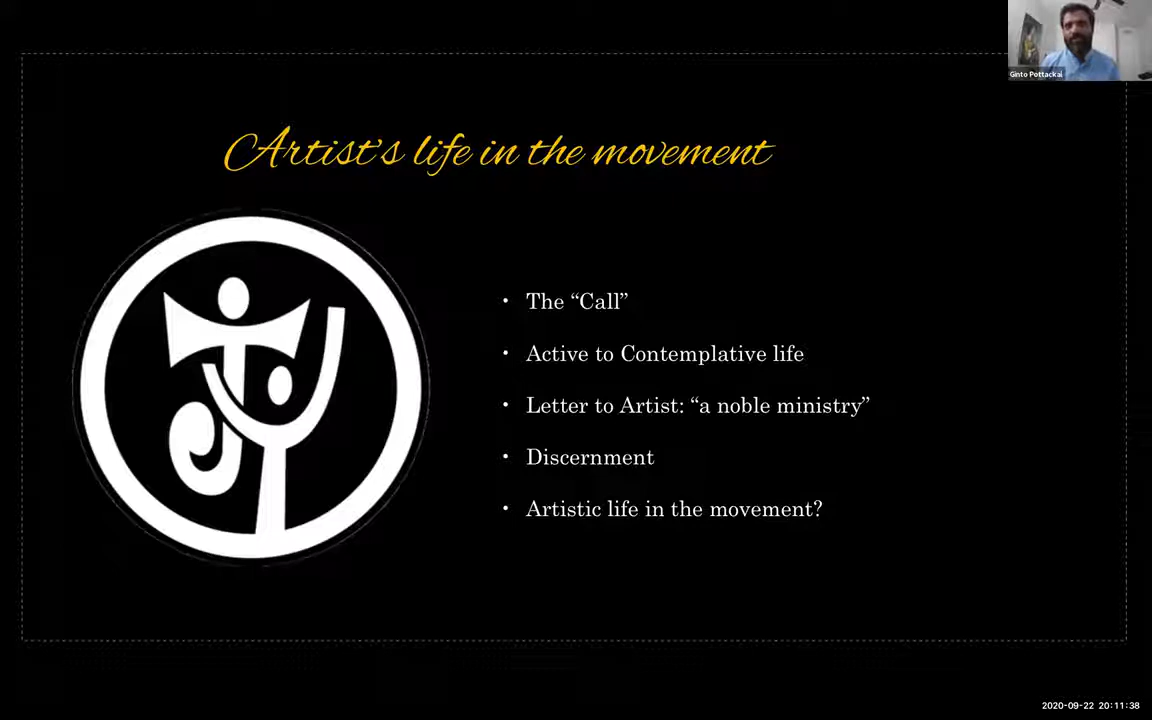 Ginto Pottackal
Artist's life in the movement
• The “Call”
• Active to Contemplative life
• Letter to Artist: “a noble ministry”
• Discernment
• Artistic life in the movement?
2020-09-22 20:11:38